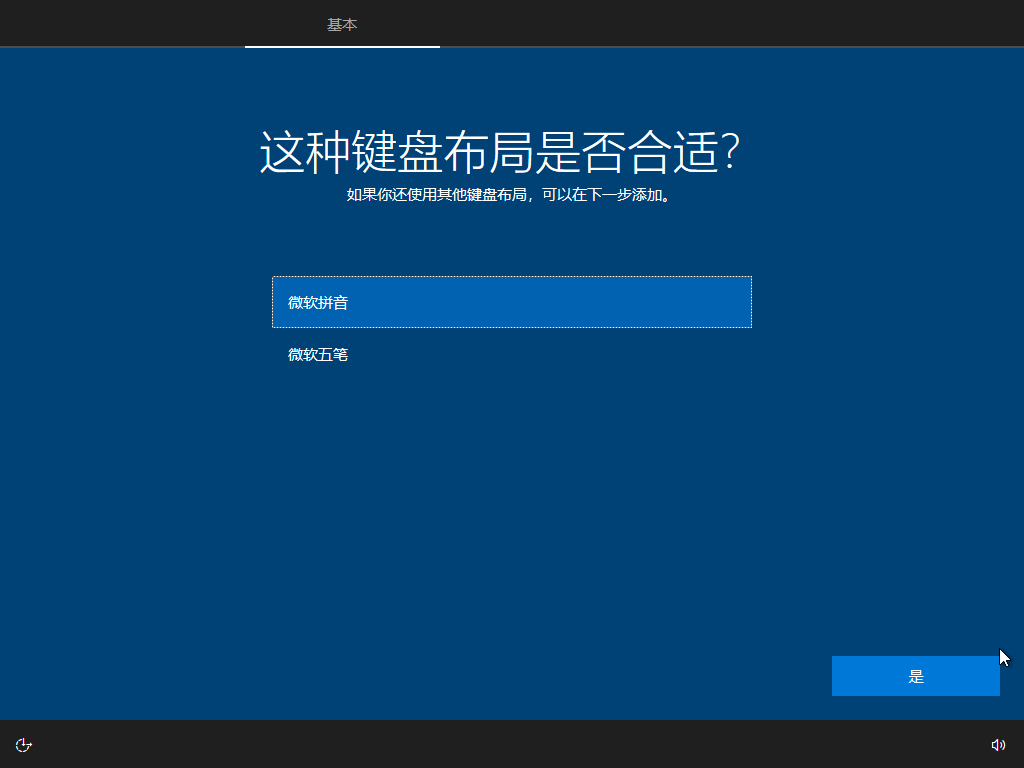 基本
这种键盘布局是否合适?
如果你还使用其他键盘布局，可以在下一步添加。
微软拼音
微软五笔
是